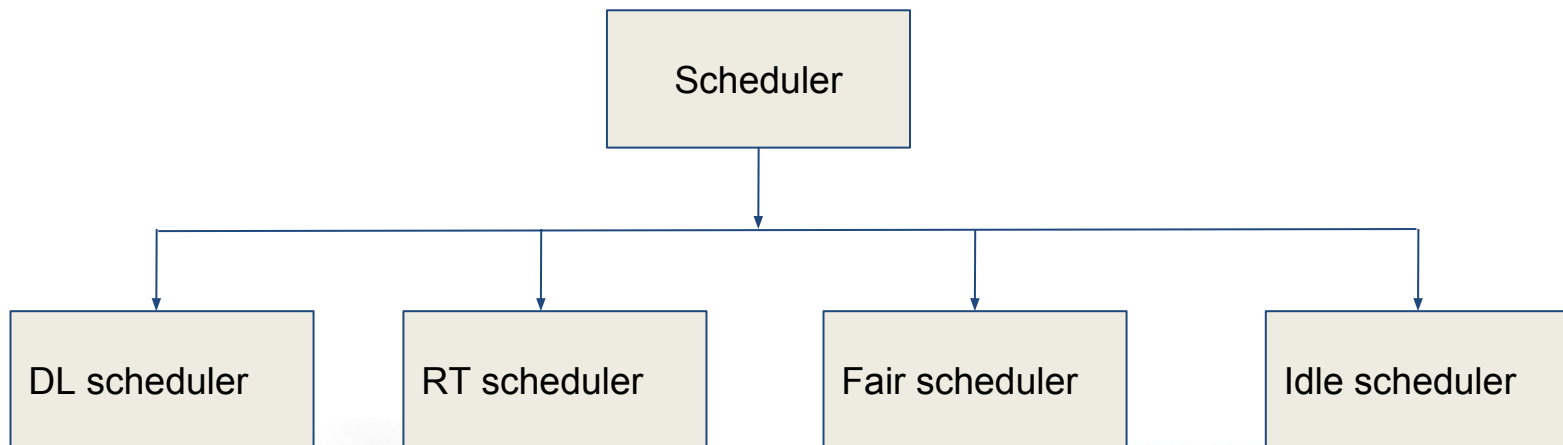 Scheduler
DL scheduler
RT scheduler
Fair scheduler
Idle scheduler